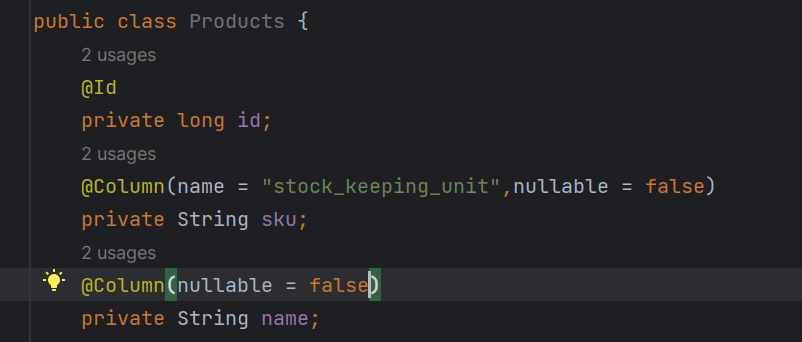 public class Products {
2 usages
@Id
private long id;
2 usages
@Column(name = "stock_keeping_unit",nullable = false)
private String sku;
2 usages
@Column(nullable = false)
private String name;